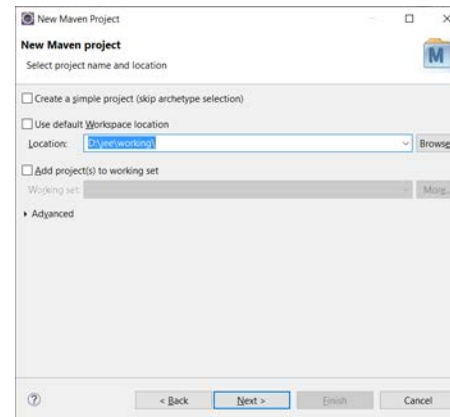 New Maven Project
New Maven project
Select project name and location
M
Create a simple project (skip archetype selection)
Use default Workspace location
Location: D:\jee\working\ Browse
Add project(s) to working set
Working set: More...
Advanced
? < Back Next > Finish Cancel